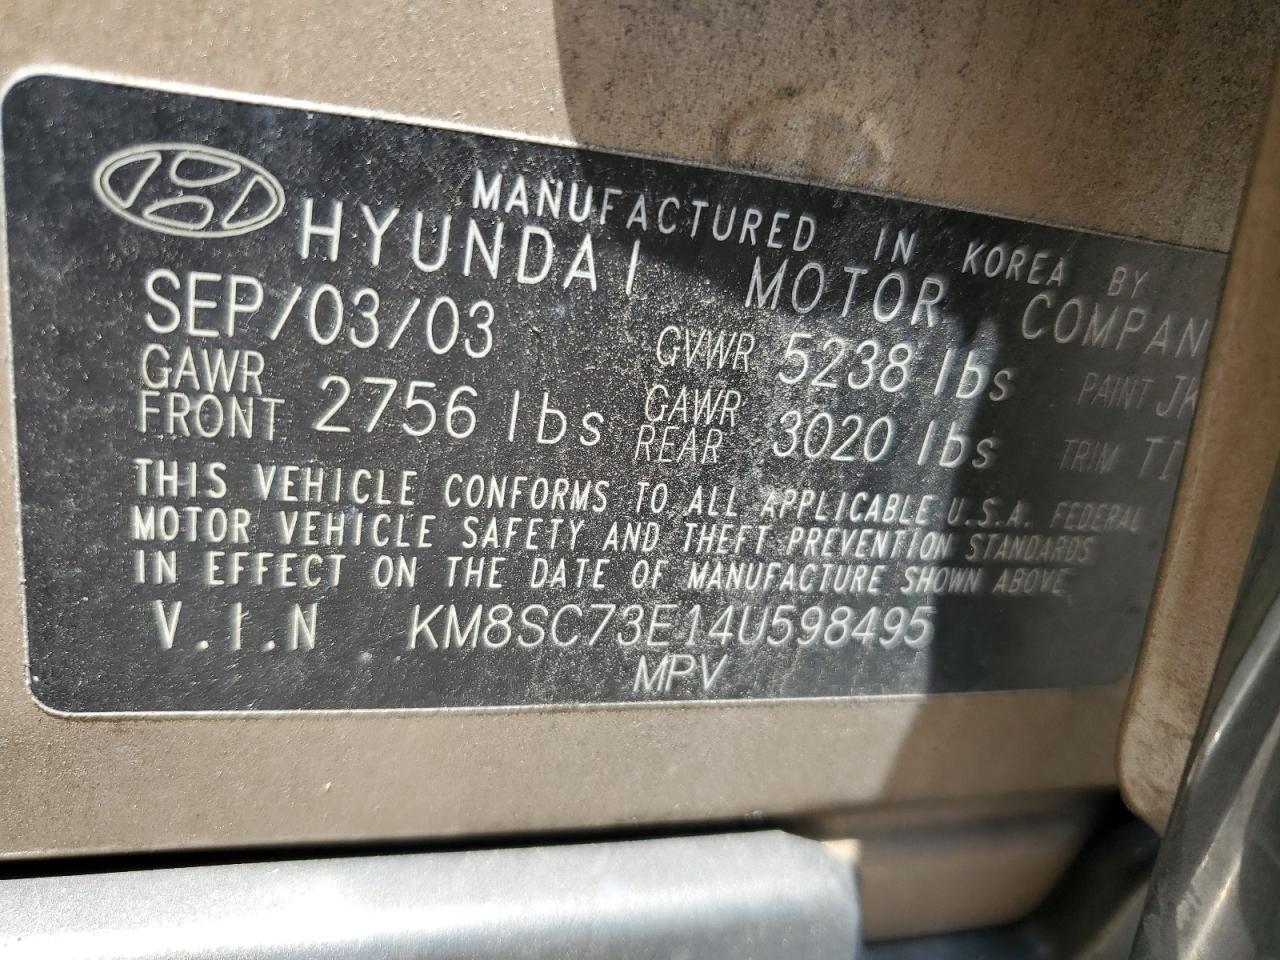 MANUFACTURED IN KOREA BY
HYUNDAI MOTOR COMPAN
SEP/03/03 GVWR 5238 lbs PAINT JK
GAWR FRONT 2756 lbs GAWR REAR 3020 lbs TRIM TI
THIS VEHICLE CONFORMS TO ALL APPLICABLE U.S.A. FEDERAL
MOTOR VEHICLE SAFETY AND THEFT PREVENTION STANDARDS
IN EFFECT ON THE DATE OF MANUFACTURE SHOWN ABOVE.
V.I.N KM8SC73E14U598495
MPV